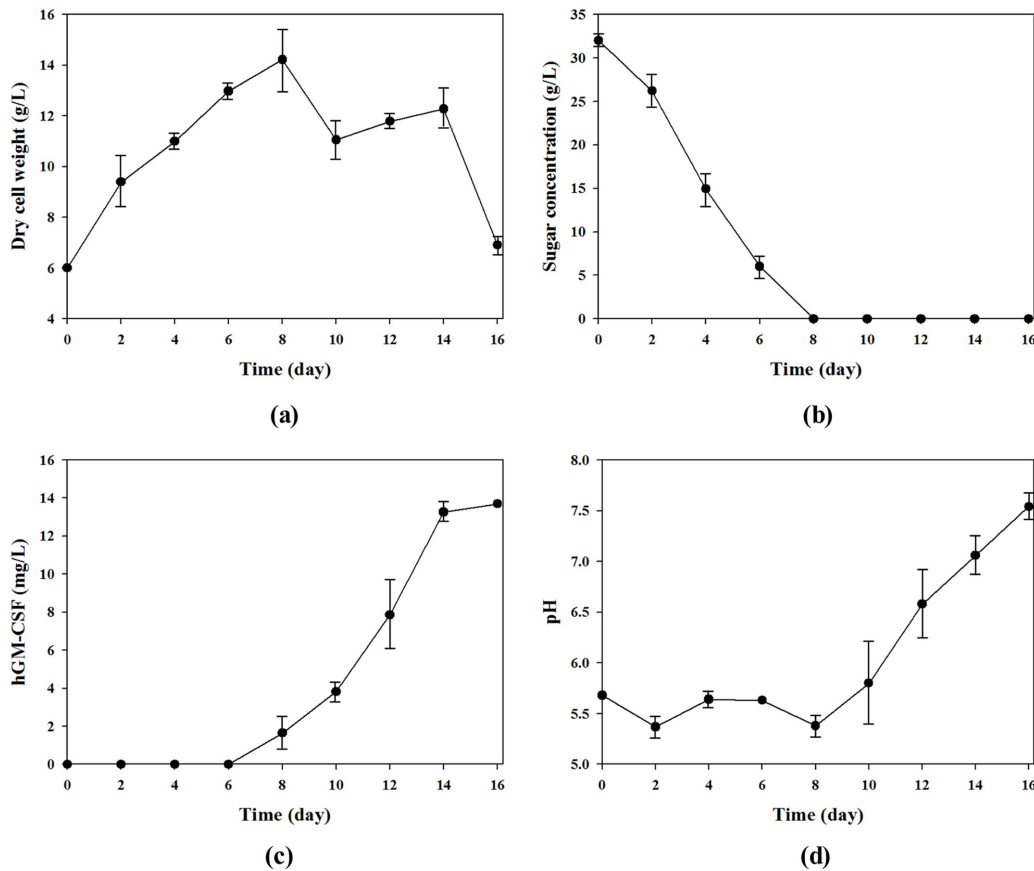 16
14
12
10
8
6
4
Dry cell weight (g/L)
0 2 4 6 8 10 12 14 16
Time (day)
(a)
35
30
25
20
15
10
5
0
Sugar concentration (g/L)
0 2 4 6 8 10 12 14 16
Time (day)
(b)
16
14
12
10
8
6
4
2
0
hGM-CSF (mg/L)
0 2 4 6 8 10 12 14 16
Time (day)
(c)
8.0
7.5
7.0
6.5
6.0
5.5
5.0
pH
0 2 4 6 8 10 12 14 16
Time (day)
(d)